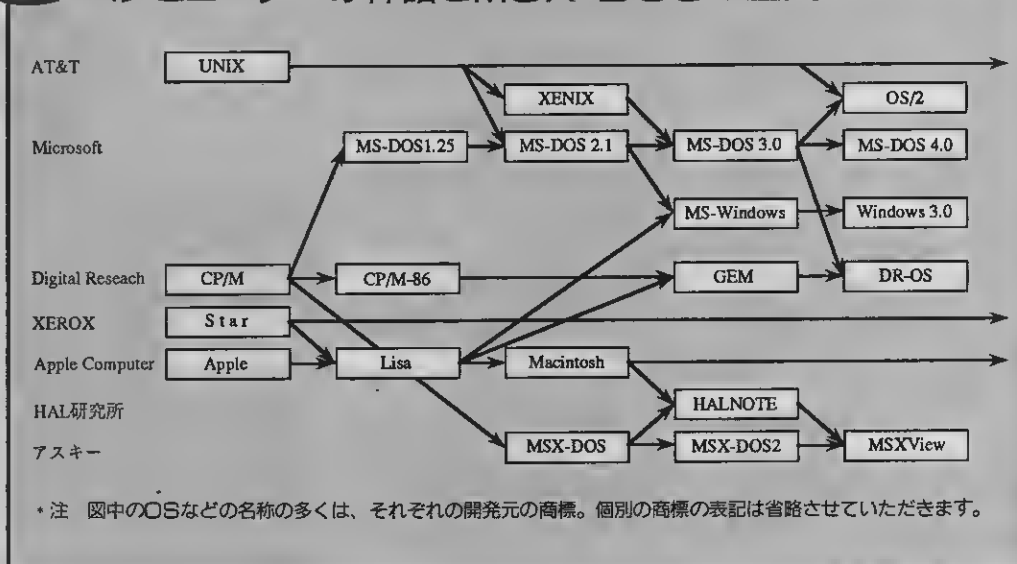 AT&T UNIX
XENIX OS/2
Microsoft MS-DOS1.25 MS-DOS 2.1 MS-DOS 3.0 MS-DOS 4.0
MS-Windows Windows 3.0
Digital Reseach CP/M CP/M-86 GEM DR-OS
XEROX Star
Apple Computer Apple Lisa Macintosh
HAL研究所 HALNOTE
アスキー MSX-DOS MSX-DOS2 MSXView
*注 図中のOSなどの名称の多くは、それぞれの開発元の商標。個別の商標の表記は省略させていただきます。